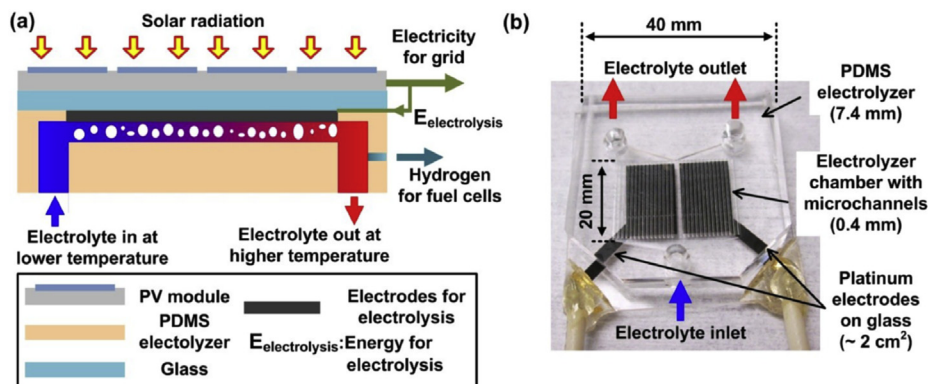 (a)
Solar radiation
Electricity
for grid
E_electrolysis
Hydrogen
for fuel cells
Electrolyte in at
lower temperature
Electrolyte out at
higher temperature
PV module
PDMS
electolyzer
Glass
Electrodes for
electrolysis
E_electrolysis:Energy for
electrolysis
(b)
40 mm
Electrolyte outlet
PDMS
electrolyzer
(7.4 mm)
20 mm
Electrolyzer
chamber with
microchannels
(0.4 mm)
Platinum
electrodes
on glass
(~ 2 cm²)
Electrolyte inlet